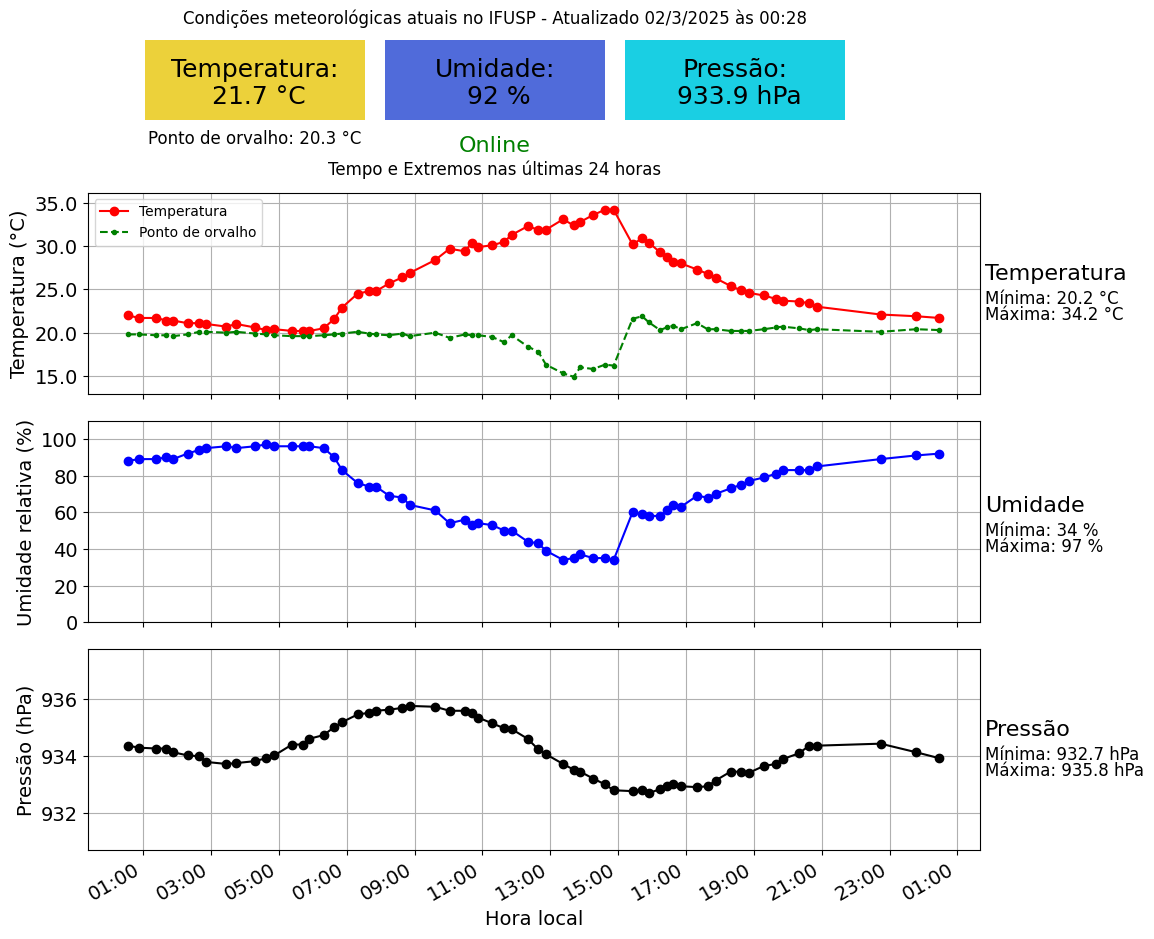 Condições meteorológicas atuais no IFUSP - Atualizado 02/3/2025 às 00:28
Temperatura:
21.7 °C
Umidade:
92 %
Pressão:
933.9 hPa
Ponto de orvalho: 20.3 °C
Online
Tempo e Extremos nas últimas 24 horas
Temperatura (°C)
35.0
30.0
25.0
20.0
15.0
Temperatura
Ponto de orvalho
Temperatura
Mínima: 20.2 °C
Máxima: 34.2 °C
Umidade relativa (%)
100
80
60
40
20
0
Umidade
Mínima: 34 %
Máxima: 97 %
Pressão (hPa)
936
934
932
Pressão
Mínima: 932.7 hPa
Máxima: 935.8 hPa
01:00 03:00 05:00 07:00 09:00 11:00 13:00 15:00 17:00 19:00 21:00 23:00 01:00
Hora local